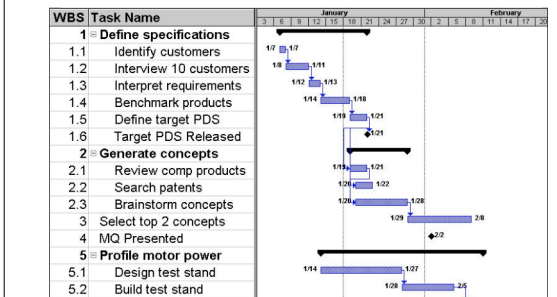 WBS Task Name January February
3 6 9 12 15 18 21 24 27 30 2 5 8 11 14 17 20
1 Define specifications
1.1 Identify customers 1/7 1/7
1.2 Interview 10 customers 1/8 1/11
1.3 Interpret requirements 1/12 1/13
1.4 Benchmark products 1/14 1/18
1.5 Define target PDS 1/19 1/21
1.6 Target PDS Released 1/21
2 Generate concepts
2.1 Review comp products 1/19 1/21
2.2 Search patents 1/20 1/22
2.3 Brainstorm concepts 1/20 1/28
3 Select top 2 concepts 1/29 2/8
4 MQ Presented 2/2
5 Profile motor power
5.1 Design test stand 1/14 1/27
5.2 Build test stand 1/28 2/5